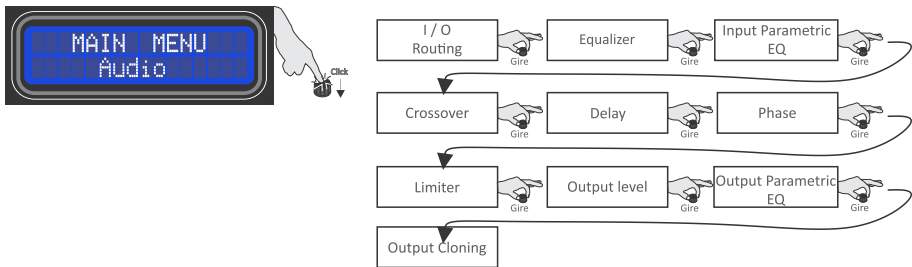 MAIN MENU
Audio
Click
I / O
Routing
Gire
Equalizer
Gire
Input Parametric
EQ
Gire
Crossover
Gire
Delay
Gire
Phase
Gire
Limiter
Gire
Output level
Gire
Output Parametric
EQ
Gire
Output Cloning